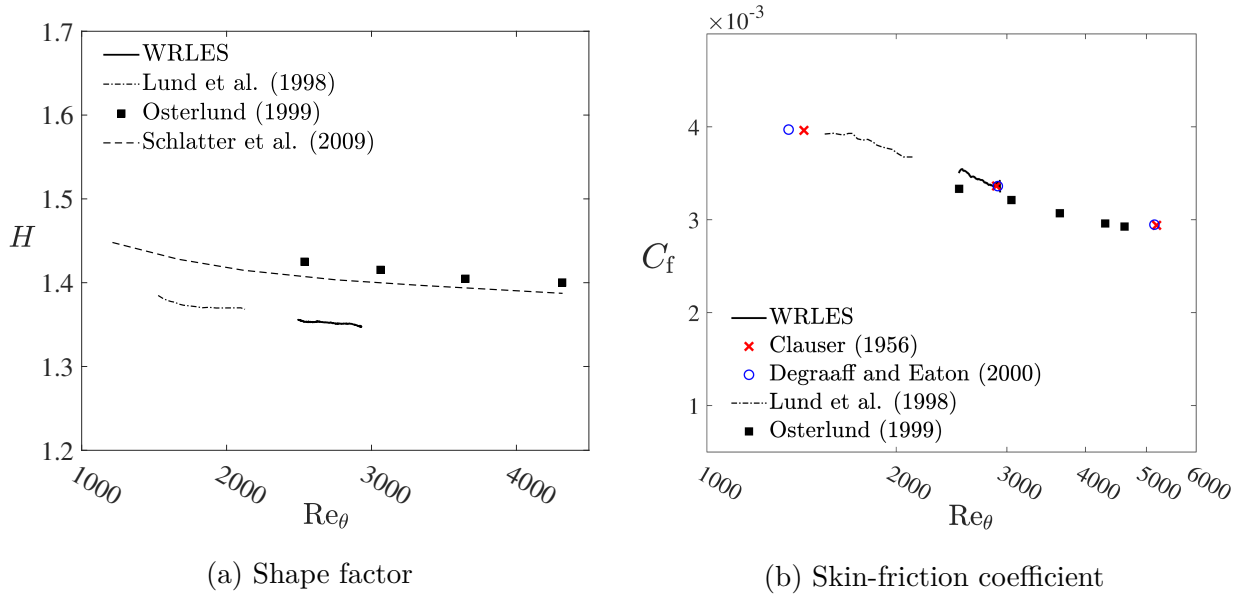 1.7
WRLES
Lund et al. (1998)
Osterlund (1999)
Schlatter et al. (2009)
1.6
1.5
H
1.4
1.3
1.2
1000
2000
3000
4000
Reθ
(a) Shape factor
×10⁻³
4
3
Cf
2
WRLES
Clauser (1956)
Degraaff and Eaton (2000)
Lund et al. (1998)
Osterlund (1999)
1
1000
2000
3000
4000
5000
6000
Reθ
(b) Skin-friction coefficient